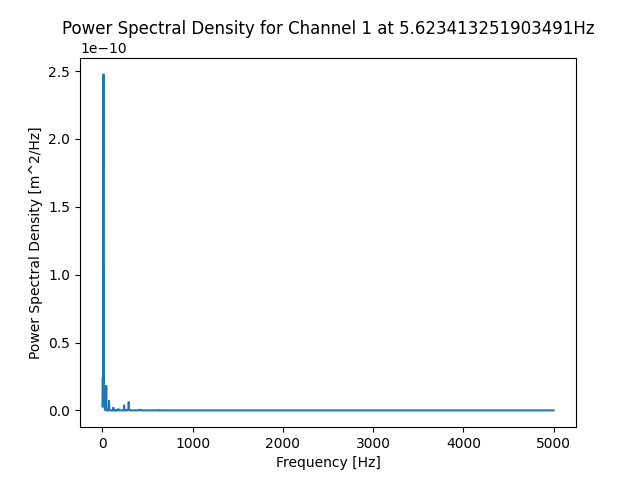 Power Spectral Density for Channel 1 at 5.623413251903491Hz
1e−10
2.5
2.0
1.5
1.0
0.5
0.0
Power Spectral Density [m^2/Hz]
0 1000 2000 3000 4000 5000
Frequency [Hz]